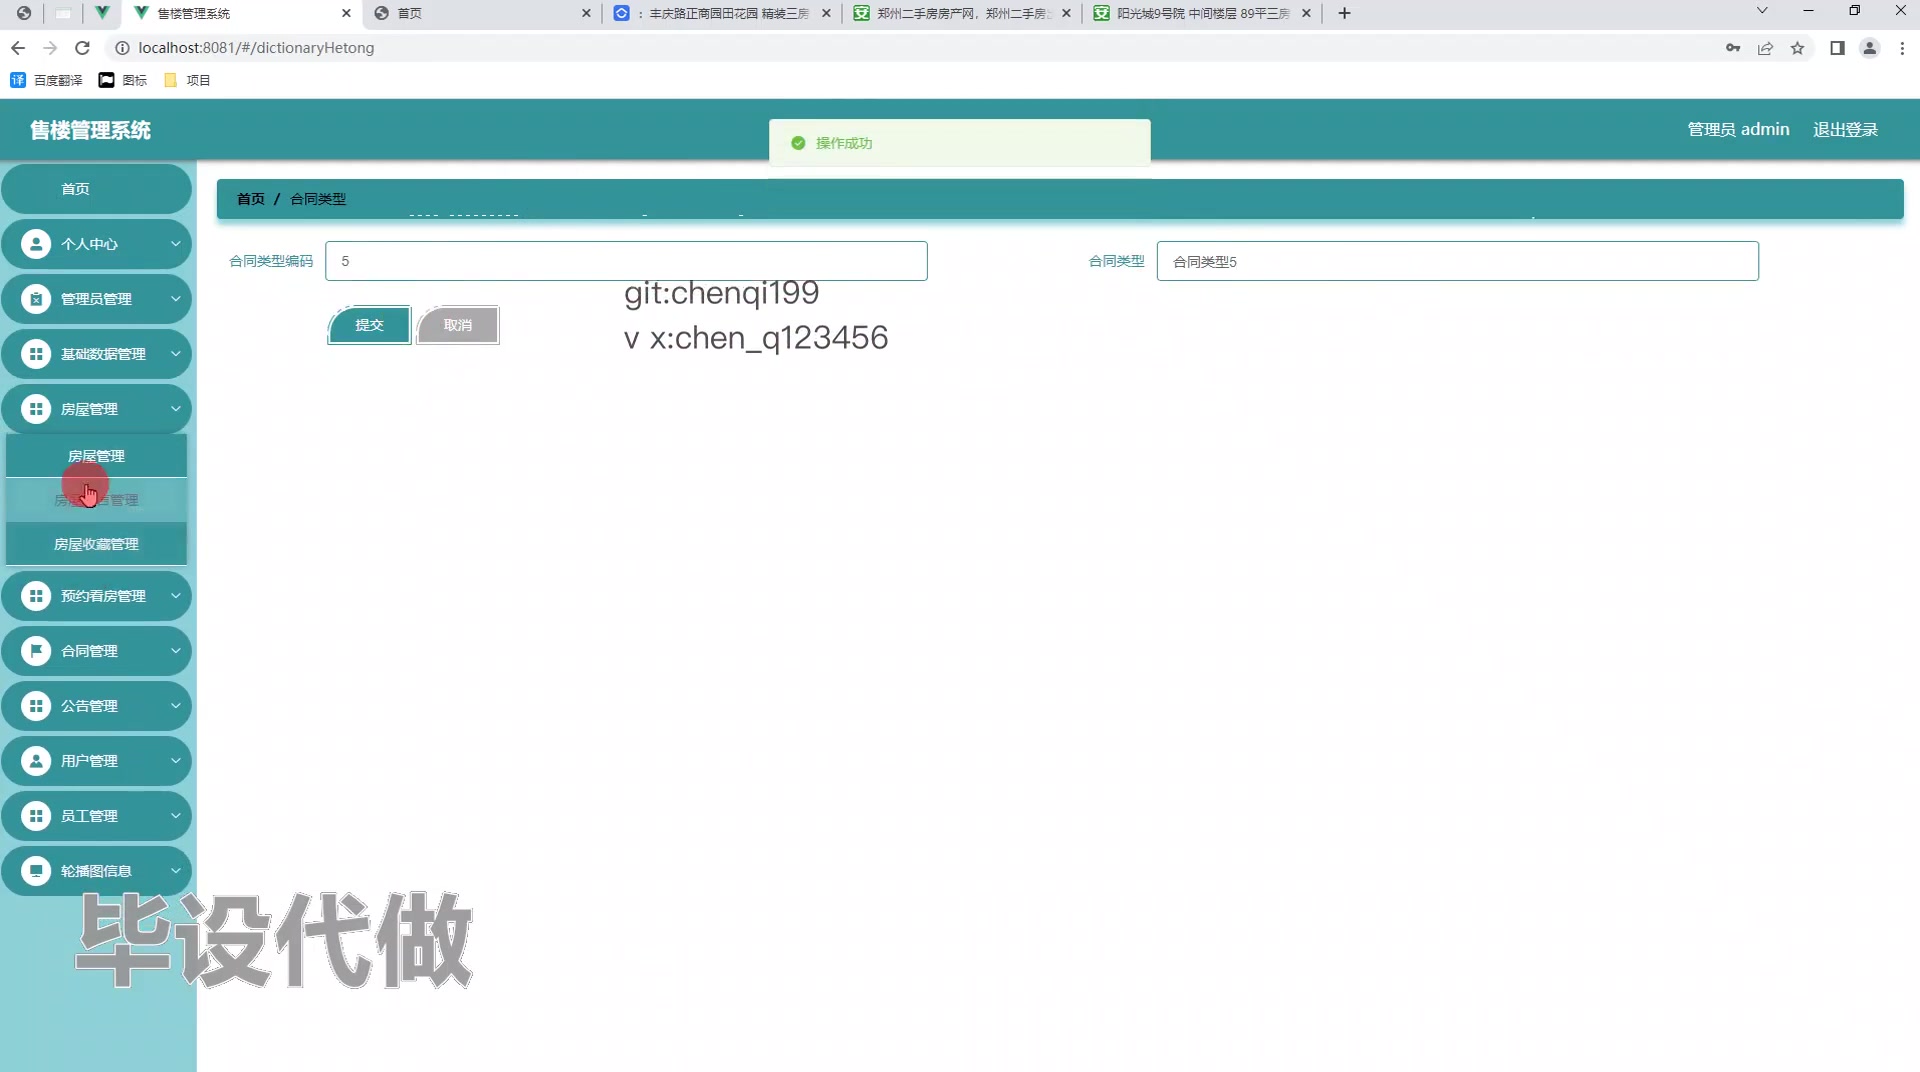 售楼管理系统
首页
：丰庆路正商园田花园 精装三房
郑州二手房房产网，郑州二手房
阳光城9号院 中间楼层 89平三房
localhost:8081/#/dictionaryHetong
百度翻译
图标
项目
售楼管理系统
操作成功
管理员 admin
退出登录
首页
首页 / 合同类型
个人中心
合同类型编码
5
合同类型
合同类型5
git:chenqi199
管理员管理
提交
取消
v x:chen_q123456
基础数据管理
房屋管理
房屋管理
管理
房屋收藏管理
预约看房管理
合同管理
公告管理
用户管理
员工管理
轮播图信息
毕设代做